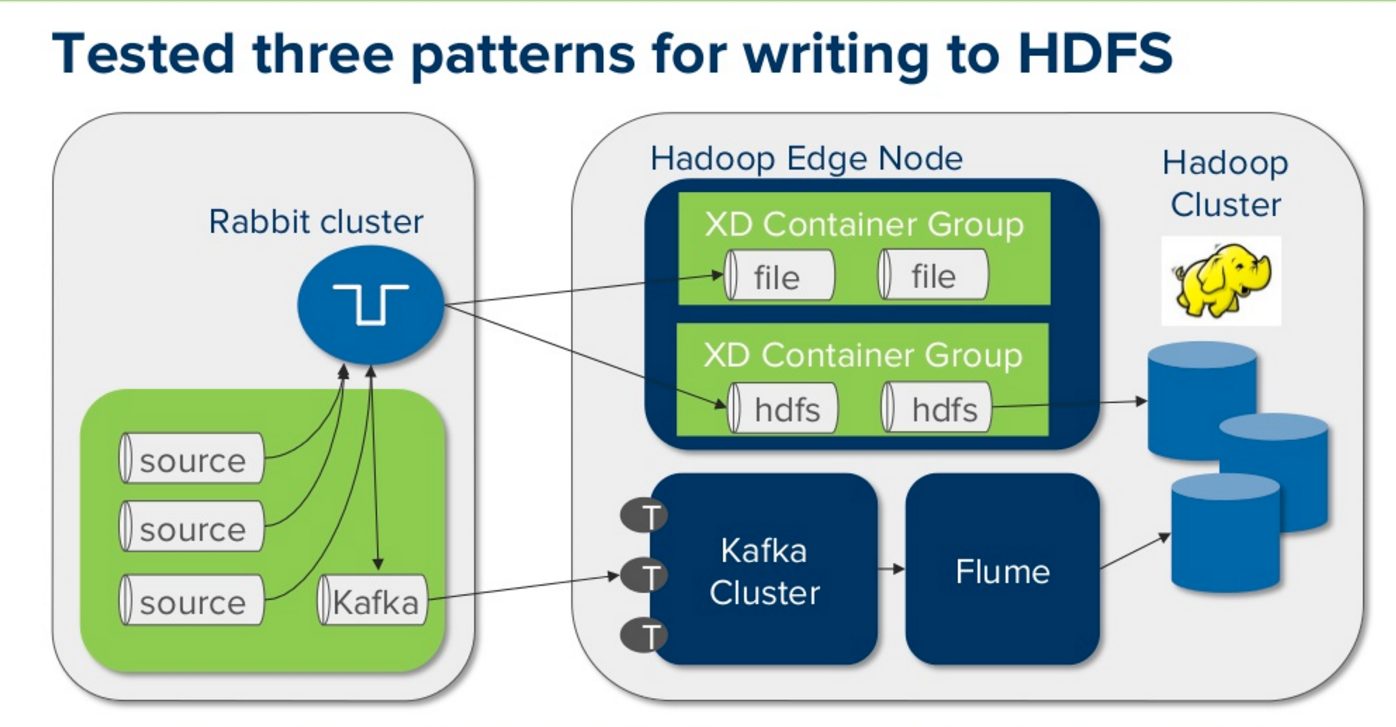 Tested three patterns for writing to HDFS
Rabbit cluster
source
source
source
Kafka
Hadoop Edge Node
XD Container Group
file
file
XD Container Group
hdfs
hdfs
T
T
T
Kafka
Cluster
Flume
Hadoop
Cluster